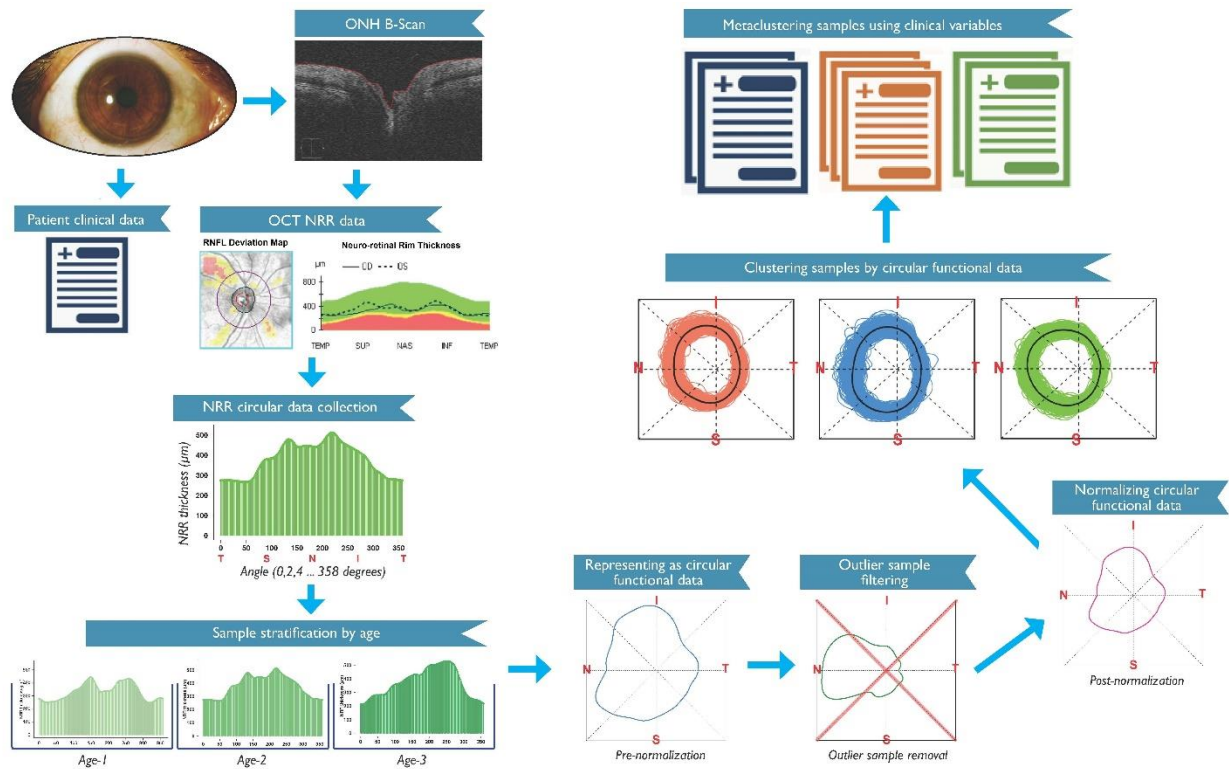 ONH B-Scan
Patient clinical data
OCT NRR data
RNFL Deviation Map
Neuro-retinal Rim Thickness
µm
OD OS
800
400
0
TEMP SUP NAS INF TEMP
NRR circular data collection
NRR thickness (µm)
500
400
300
200
100
0
0 50 100 150 200 250 300 350
T S N I T
Angle (0,2,4 ... 358 degrees)
Sample stratification by age
Age-1
Age-2
Age-3
Representing as circular
functional data
I
N T
S
Pre-normalization
Outlier sample
filtering
I
N T
S
Outlier sample removal
Normalizing circular
functional data
I
N T
S
Post-normalization
Clustering samples by circular functional data
I I I
N T N T N T
S S S
Metaclustering samples using clinical variables